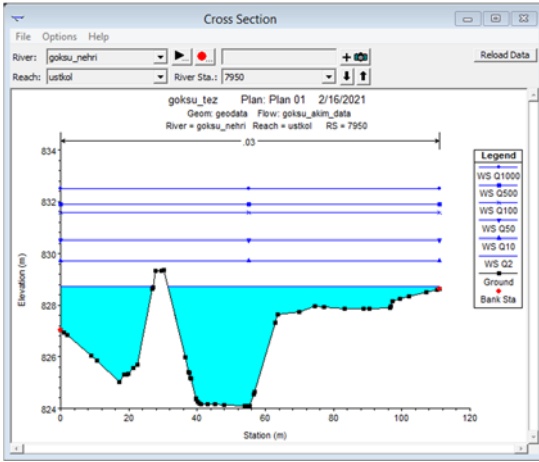 Cross Section
File Options Help
River: goksu_nehri
Reload Data
Reach: ustkol River Sta.: 7950
goksu_tez Plan: Plan 01 2/16/2021
Geom: geodata Flow: goksu_akim_data
River = goksu_nehri Reach = ustkol RS = 7950
.03
834
832
830
828
826
824
Elevation (m)
0 20 40 60 80 100 120
Station (m)
Legend
WS Q1000
WS Q500
WS Q100
WS Q50
WS Q10
WS Q2
Ground
Bank Sta